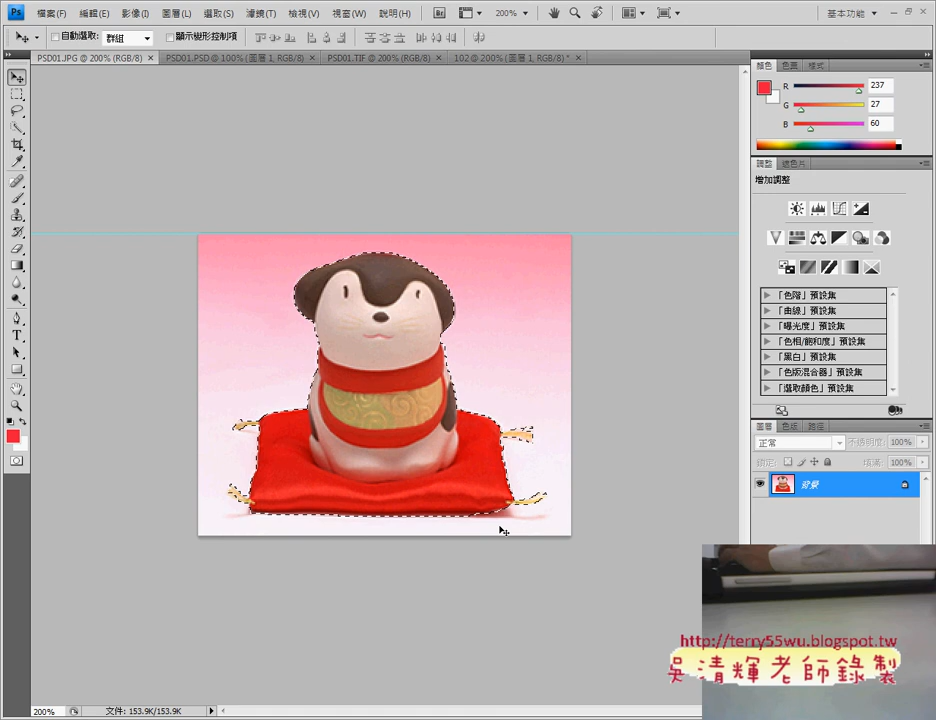 Ps 檔案(F) 編輯(E) 影像(I) 圖層(L) 選取(S) 濾鏡(T) 檢視(V) 視窗(W) 說明(H) Br 200% 基本功能
自動選取: 群組 顯示變形控制項
PSD01.JPG @ 200% (RGB/8) PSD01.PSD @ 100% (圖層 1, RGB/8) PSD01.TIF @ 200% (RGB/8) 102 @ 200% (圖層 1, RGB/8) *
顏色 色票 樣式
R 237
G 27
B 60
調整 遮色片
增加調整
「色階」預設集
「曲線」預設集
「曝光度」預設集
「色相/飽和度」預設集
「黑白」預設集
「色版混合器」預設集
「選取顏色」預設集
圖層 色版 路徑
正常 不透明度: 100%
鎖定: 填滿: 100%
背景
http://terry55wu.blogspot.tw
吳清輝老師錄製
200% 文件: 153.9K/153.9K